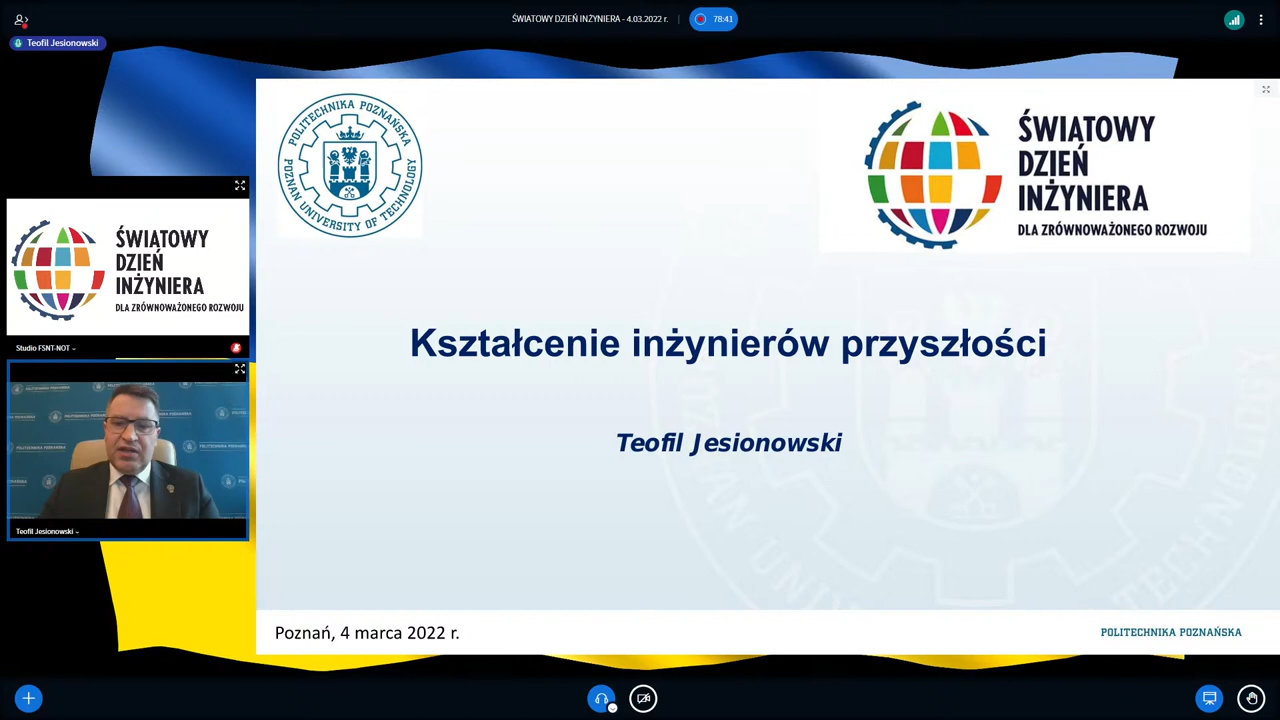 ŚWIATOWY DZIEŃ INŻYNIERA - 4.03.2022 r.
78:41
Teofil Jesionowski
POLITECHNIKA POZNAŃSKA
POZNAN UNIVERSITY OF TECHNOLOGY
ŚWIATOWY
DZIEŃ
INŻYNIERA
DLA ZRÓWNOWAŻONEGO ROZWOJU
ŚWIATOWY
DZIEŃ
INŻYNIERA
DLA ZRÓWNOWAŻONEGO ROZWOJU
Studio FSNT-NOT
Kształcenie inżynierów przyszłości
Teofil Jesionowski
POLITECHNIKA POZNAŃSKA
Teofil Jesionowski
Poznań, 4 marca 2022 r.
POLITECHNIKA POZNAŃSKA